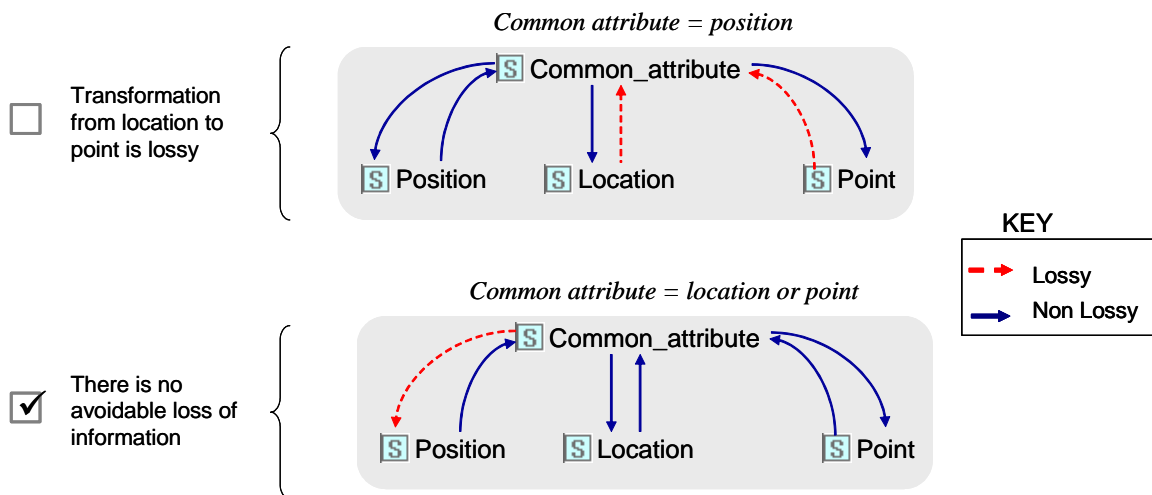 Common attribute = position
S Common_attribute
Transformation
from location to
point is lossy
S Position
S Location
S Point
KEY
Lossy
Non Lossy
Common attribute = location or point
S Common_attribute
There is no
avoidable loss of
information
S Position
S Location
S Point